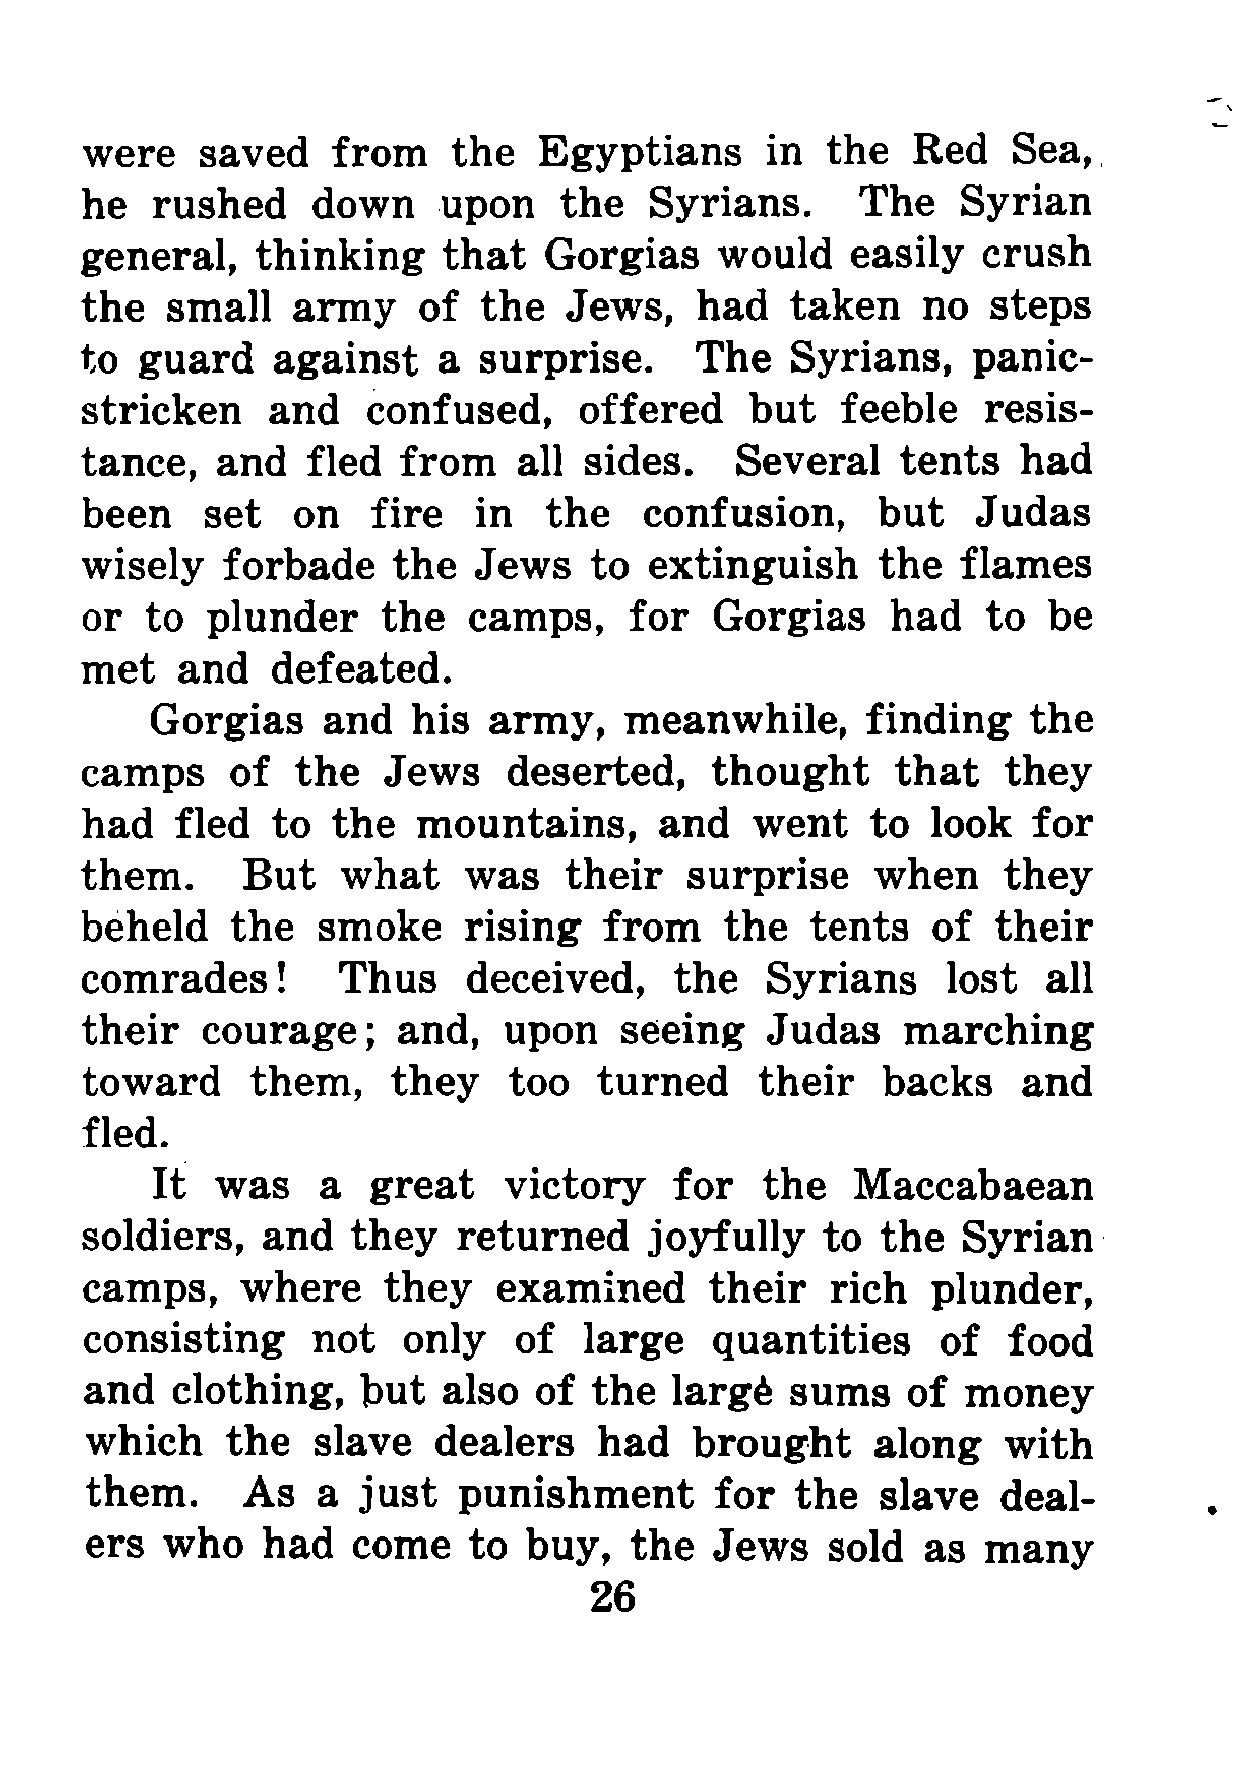 were saved from the Egyptians in the Red Sea,
he rushed down upon the Syrians. The Syrian
general, thinking that Gorgias would easily crush
the small army of the Jews, had taken no steps
to guard against a surprise. The Syrians, panic-
stricken and confused, offered but feeble resis-
tance, and fled from all sides. Several tents had
been set on fire in the confusion, but Judas
wisely forbade the Jews to extinguish the flames
or to plunder the camps, for Gorgias had to be
met and defeated.
Gorgias and his army, meanwhile, finding the
camps of the Jews deserted, thought that they
had fled to the mountains, and went to look for
them. But what was their surprise when they
beheld the smoke rising from the tents of their
comrades! Thus deceived, the Syrians lost all
their courage; and, upon seeing Judas marching
toward them, they too turned their backs and
fled.
It was a great victory for the Maccabaean
soldiers, and they returned joyfully to the Syrian
camps, where they examined their rich plunder,
consisting not only of large quantities of food
and clothing, but also of the large sums of money
which the slave dealers had brought along with
them. As a just punishment for the slave deal-
ers who had come to buy, the Jews sold as many
26